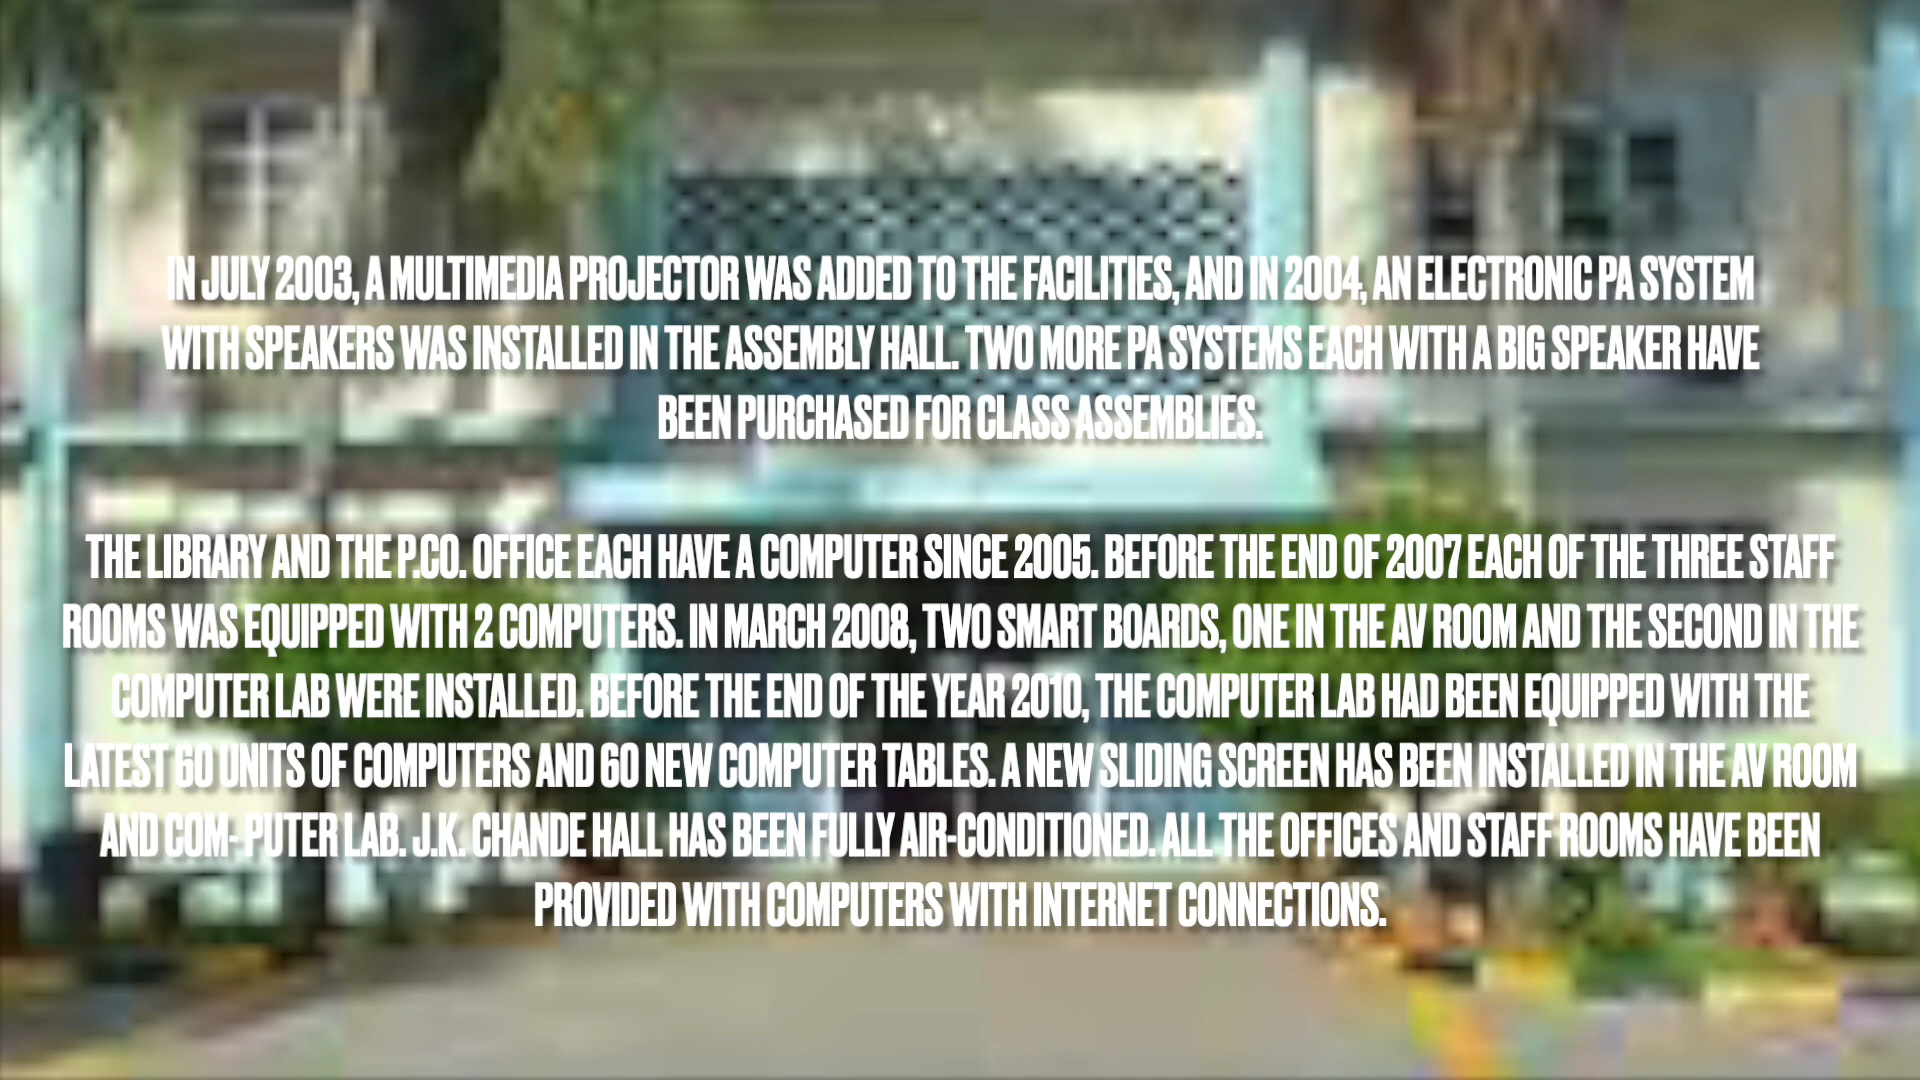 IN JULY 2003, A MULTIMEDIA PROJECTOR WAS ADDED TO THE FACILITIES, AND IN 2004, AN ELECTRONIC PA SYSTEM
WITH SPEAKERS WAS INSTALLED IN THE ASSEMBLY HALL. TWO MORE PA SYSTEMS EACH WITH A BIG SPEAKER HAVE
BEEN PURCHASED FOR CLASS ASSEMBLIES.
THE LIBRARY AND THE P.CO. OFFICE EACH HAVE A COMPUTER SINCE 2005. BEFORE THE END OF 2007 EACH OF THE THREE STAFF
ROOMS WAS EQUIPPED WITH 2 COMPUTERS. IN MARCH 2008, TWO SMART BOARDS, ONE IN THE AV ROOM AND THE SECOND IN THE
COMPUTER LAB WERE INSTALLED. BEFORE THE END OF THE YEAR 2010, THE COMPUTER LAB HAD BEEN EQUIPPED WITH THE
LATEST 60 UNITS OF COMPUTERS AND 60 NEW COMPUTER TABLES. A NEW SLIDING SCREEN HAS BEEN INSTALLED IN THE AV ROOM
AND COM- PUTER LAB. J.K. CHANDE HALL HAS BEEN FULLY AIR-CONDITIONED. ALL THE OFFICES AND STAFF ROOMS HAVE BEEN
PROVIDED WITH COMPUTERS WITH INTERNET CONNECTIONS.